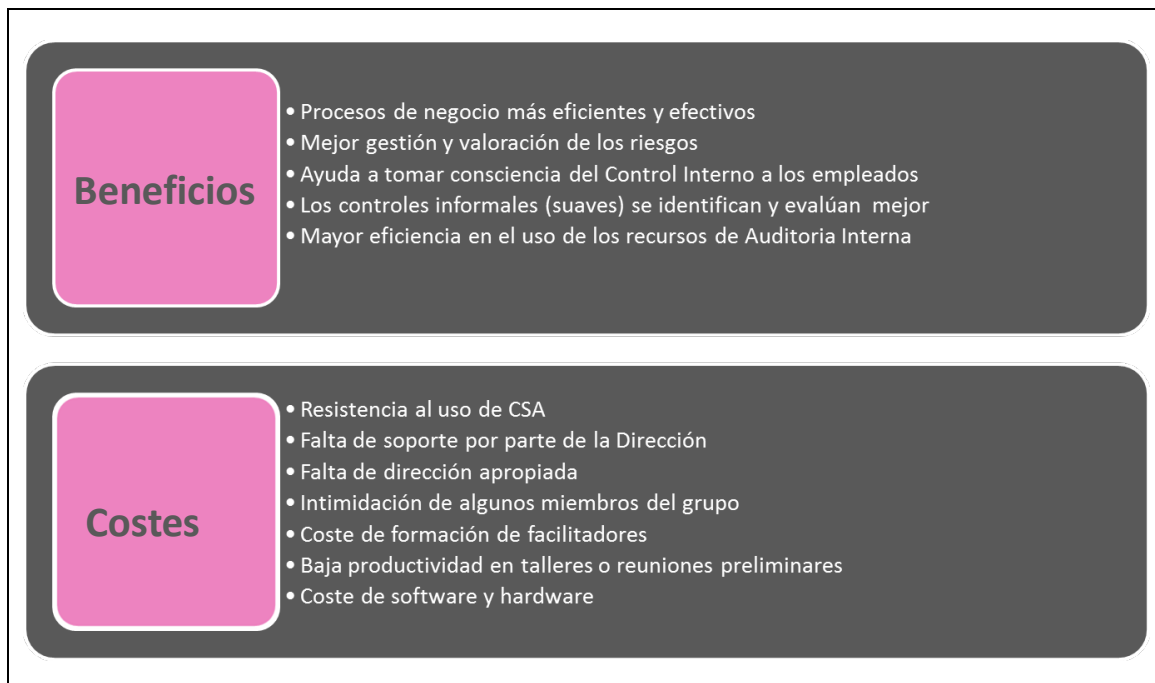 Beneficios
• Procesos de negocio más eficientes y efectivos
• Mejor gestión y valoración de los riesgos
• Ayuda a tomar consciencia del Control Interno a los empleados
• Los controles informales (suaves) se identifican y evalúan mejor
• Mayor eficiencia en el uso de los recursos de Auditoria Interna
Costes
• Resistencia al uso de CSA
• Falta de soporte por parte de la Dirección
• Falta de dirección apropiada
• Intimidación de algunos miembros del grupo
• Coste de formación de facilitadores
• Baja productividad en talleres o reuniones preliminares
• Coste de software y hardware